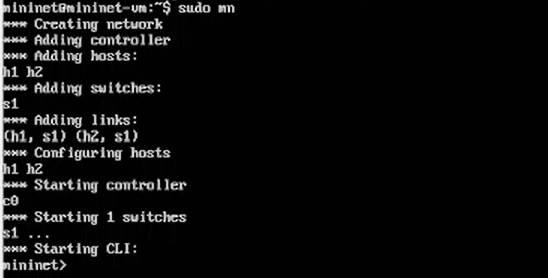 mininet@mininet-vm:~$ sudo mn
*** Creating network
*** Adding controller
*** Adding hosts:
h1 h2
*** Adding switches:
s1
*** Adding links:
(h1, s1) (h2, s1)
*** Configuring hosts
h1 h2
*** Starting controller
c0
*** Starting 1 switches
s1 ...
*** Starting CLI:
mininet>